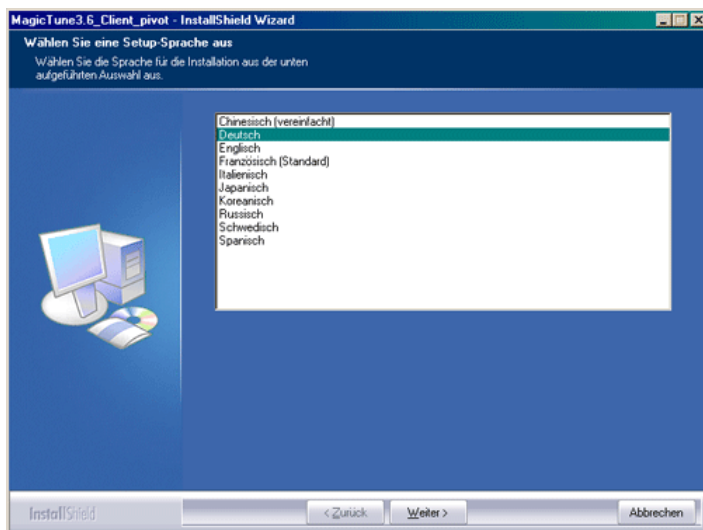 MagicTune3.6_Client_pivot - InstallShield Wizard
Wählen Sie eine Setup-Sprache aus
Wählen Sie die Sprache für die Installation aus der unten
aufgeführten Auswahl aus.
Chinesisch (vereinfacht)
Deutsch
Englisch
Französisch (Standard)
Italienisch
Japanisch
Koreanisch
Russisch
Schwedisch
Spanisch
InstallShield
< Zurück
Weiter >
Abbrechen